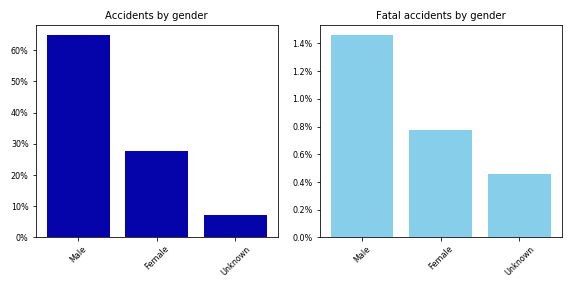 Accidents by gender
60%
50%
40%
30%
20%
10%
0%
Male
Female
Unknown
Fatal accidents by gender
1.4%
1.2%
1.0%
0.8%
0.6%
0.4%
0.2%
0.0%
Male
Female
Unknown